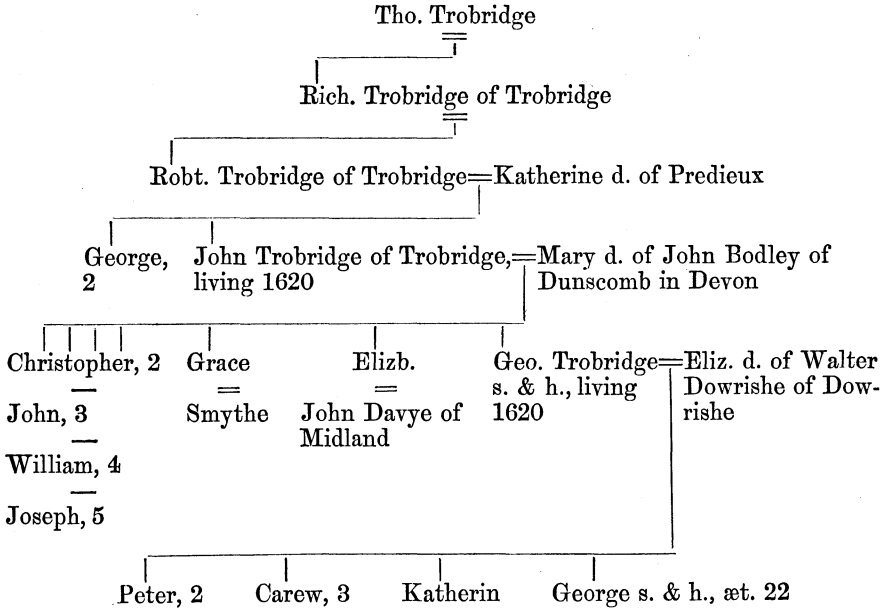 Tho. Trobridge
Rich. Trobridge of Trobridge
Robt. Trobridge of Trobridge=Katherine d. of Predieux
George, 2
John Trobridge of Trobridge,=Mary d. of John Bodley of
living 1620
Dunscomb in Devon
Christopher, 2
John, 3
William, 4
Joseph, 5
Grace
=
Smythe
Elizb.
=
John Davye of
Midland
Geo. Trobridge=Eliz. d. of Walter
s. & h., living
1620
Dowrishe of Dow-
rishe
Peter, 2
Carew, 3
Katherin
George s. & h., æt. 22